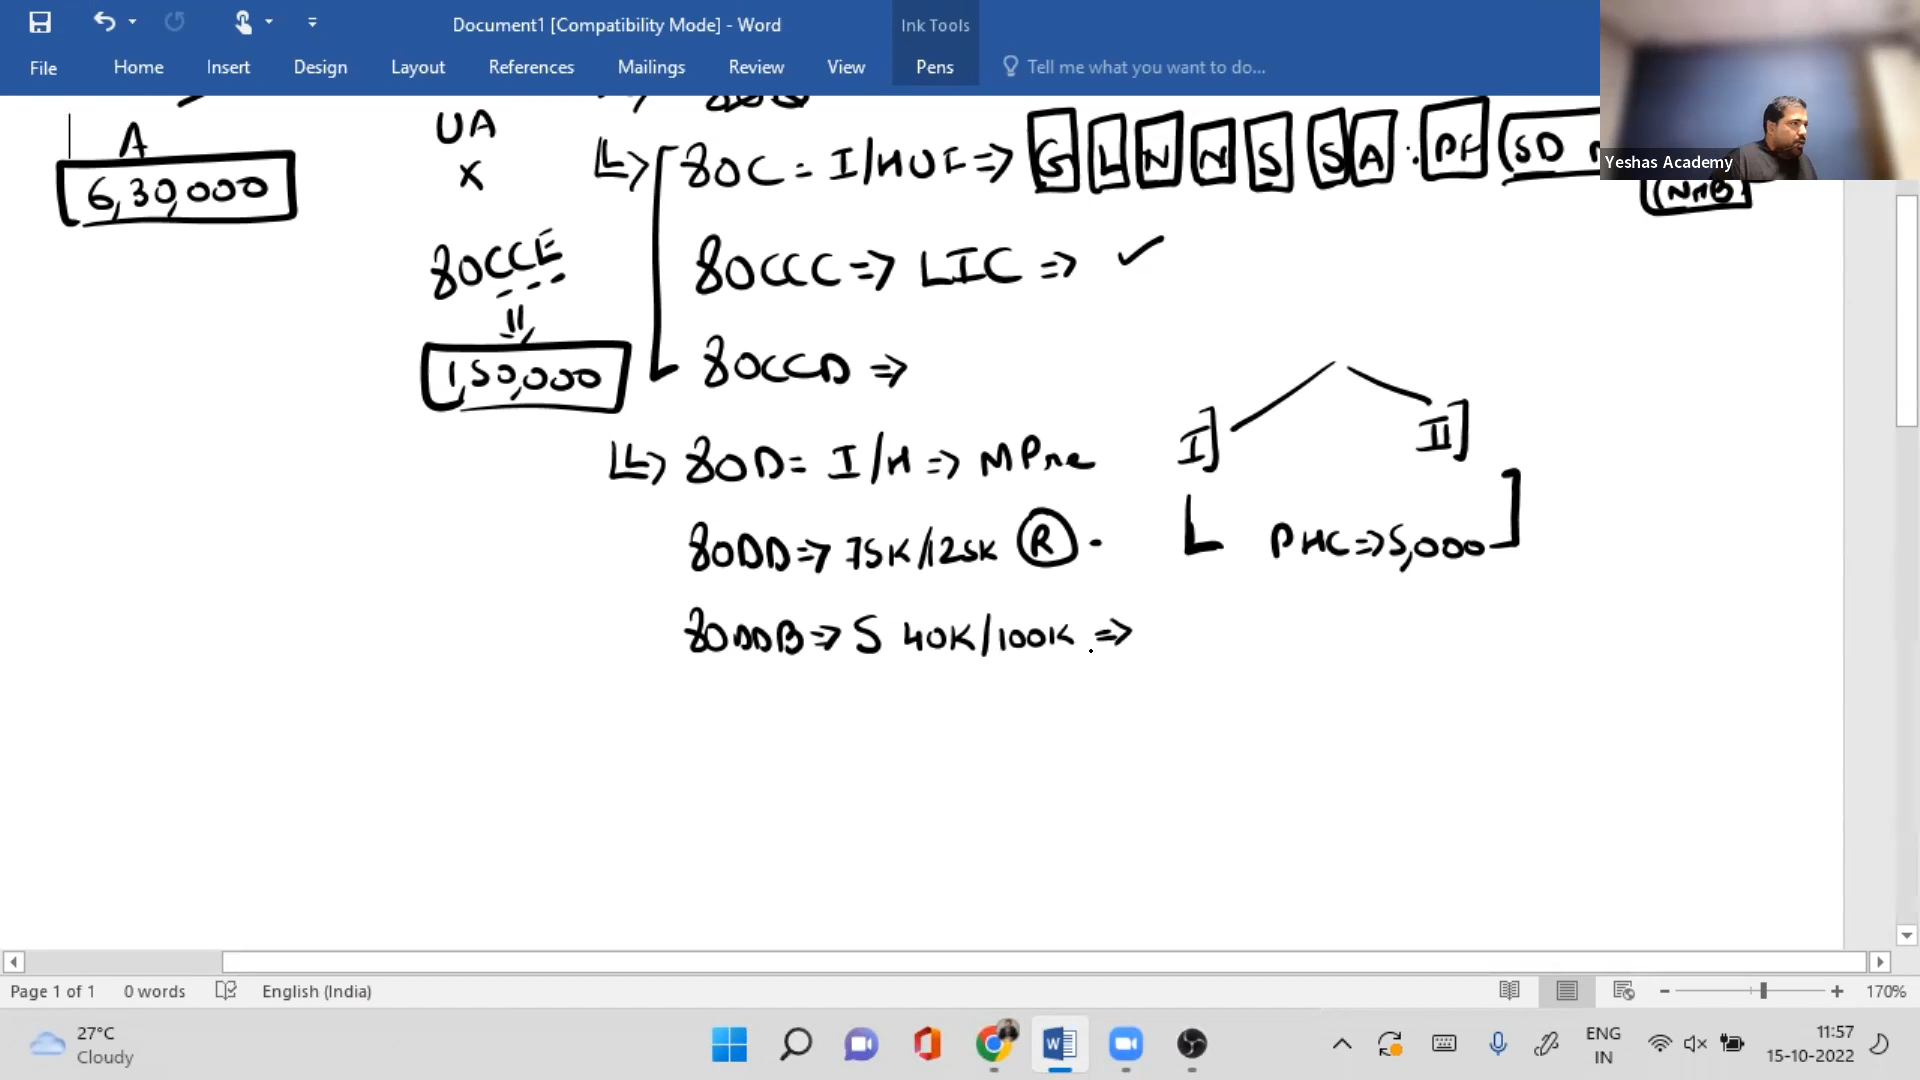 Document1 [Compatibility Mode] - Word
Ink Tools
File Home Insert Design Layout References Mailings Review View Pens Tell me what you want to do...
Yeshas Academy
A
6,30,000
UA
X
80CCE
11
1,50,000
80C = I/HUF => G L N N S S A . PF (SD
(NHB)
80CCC => LIC => ✓
80CCD =>
I] II]
80D = I/H => MPre
PHC => 5,000
80DD => 75K/125K (R) -
80DDB => S 40K/100K =>
Page 1 of 1 0 words English (India) 170%
27°C
Cloudy
ENG
IN
11:57
15-10-2022